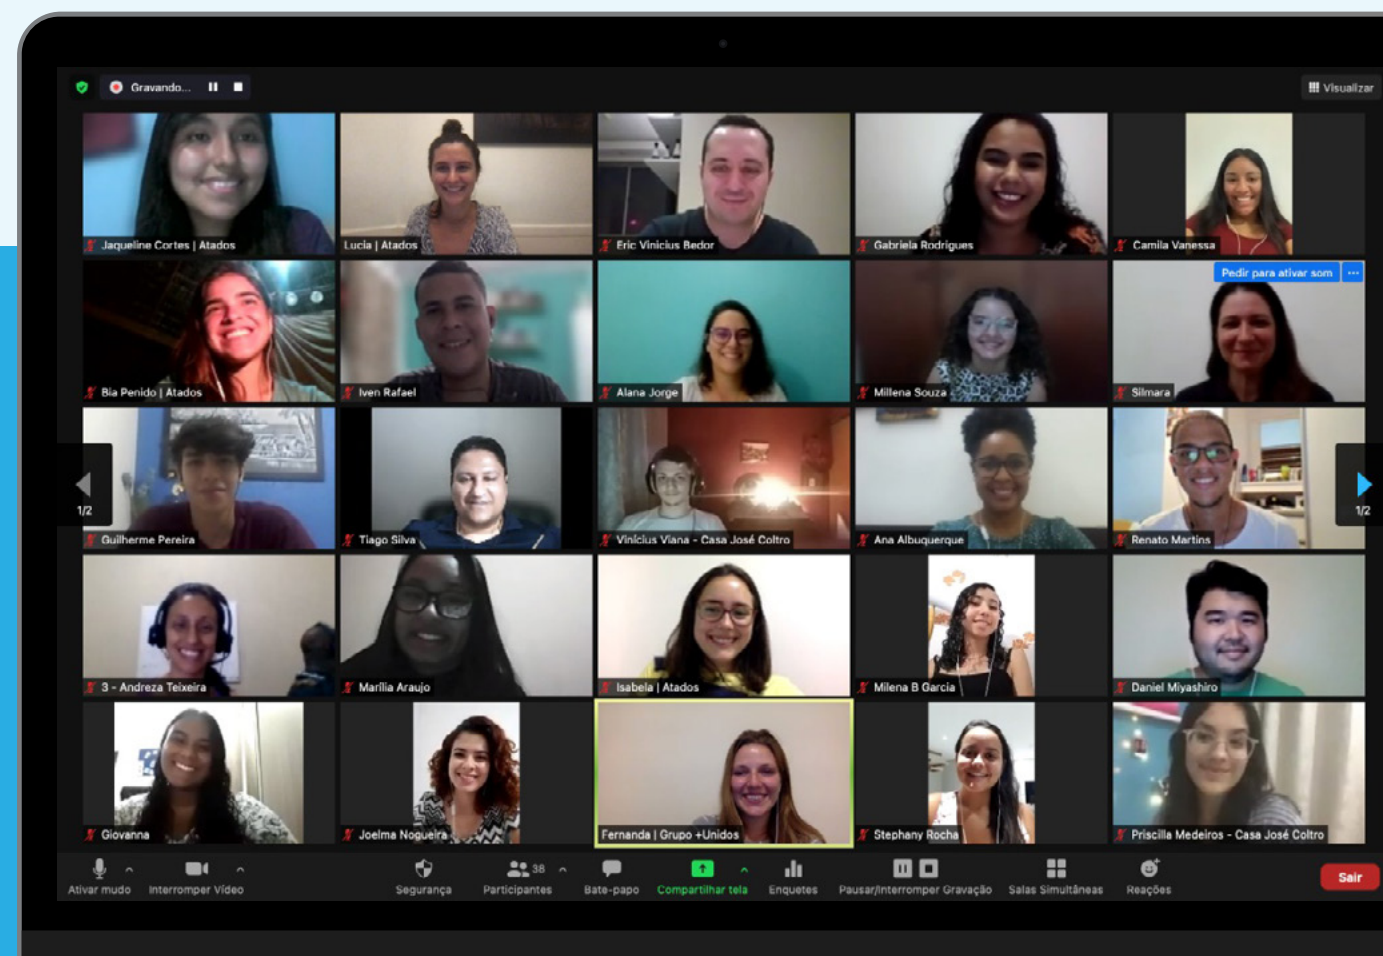 Gravando...
Visualizar
Jaqueline Cortes | Atados
Lucia | Atados
Eric Vinicius Bedor
Gabriela Rodrigues
Camila Vanessa
Pedir para ativar som
Bia Penido | Atados
Iven Rafael
Alana Jorge
Millena Souza
Silmara
1/2
1/2
Guilherme Pereira
Tiago Silva
Vinícius Viana - Casa José Coltro
Ana Albuquerque
Renato Martins
3 - Andreza Teixeira
Marília Araujo
Isabela | Atados
Milena B Garcia
Daniel Miyashiro
Giovanna
Joelma Nogueira
Fernanda | Grupo +Unidos
Stephany Rocha
Priscilla Medeiros - Casa José Coltro
38
Ativar mudo
Interromper Vídeo
Segurança
Participantes
Bate-papo
Compartilhar tela
Enquetes
Pausar/Interromper Gravação
Salas Simultâneas
Reações
Sair